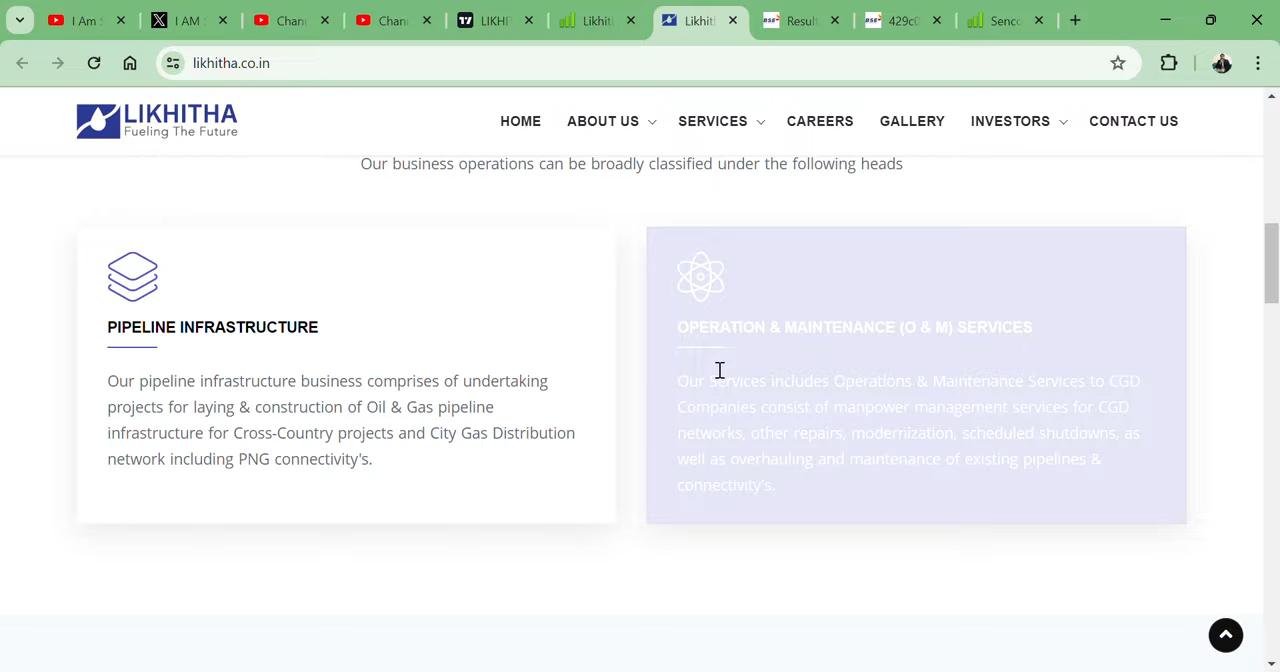 I Am
I AM
Chan
Chan
LIKHI
Likhit
Likhit
BSE Result
BSE 429c
Senco
likhitha.co.in
LIKHITHA
Fueling The Future
HOME ABOUT US SERVICES CAREERS GALLERY INVESTORS CONTACT US
Our business operations can be broadly classified under the following heads
PIPELINE INFRASTRUCTURE
Our pipeline infrastructure business comprises of undertaking
projects for laying & construction of Oil & Gas pipeline
infrastructure for Cross-Country projects and City Gas Distribution
network including PNG connectivity's.
OPERATION & MAINTENANCE (O & M) SERVICES
Our Services includes Operations & Maintenance Services to CGD
Companies consist of manpower management services for CGD
networks, other repairs, modernization, scheduled shutdowns, as
well as overhauling and maintenance of existing pipelines &
connectivity's.